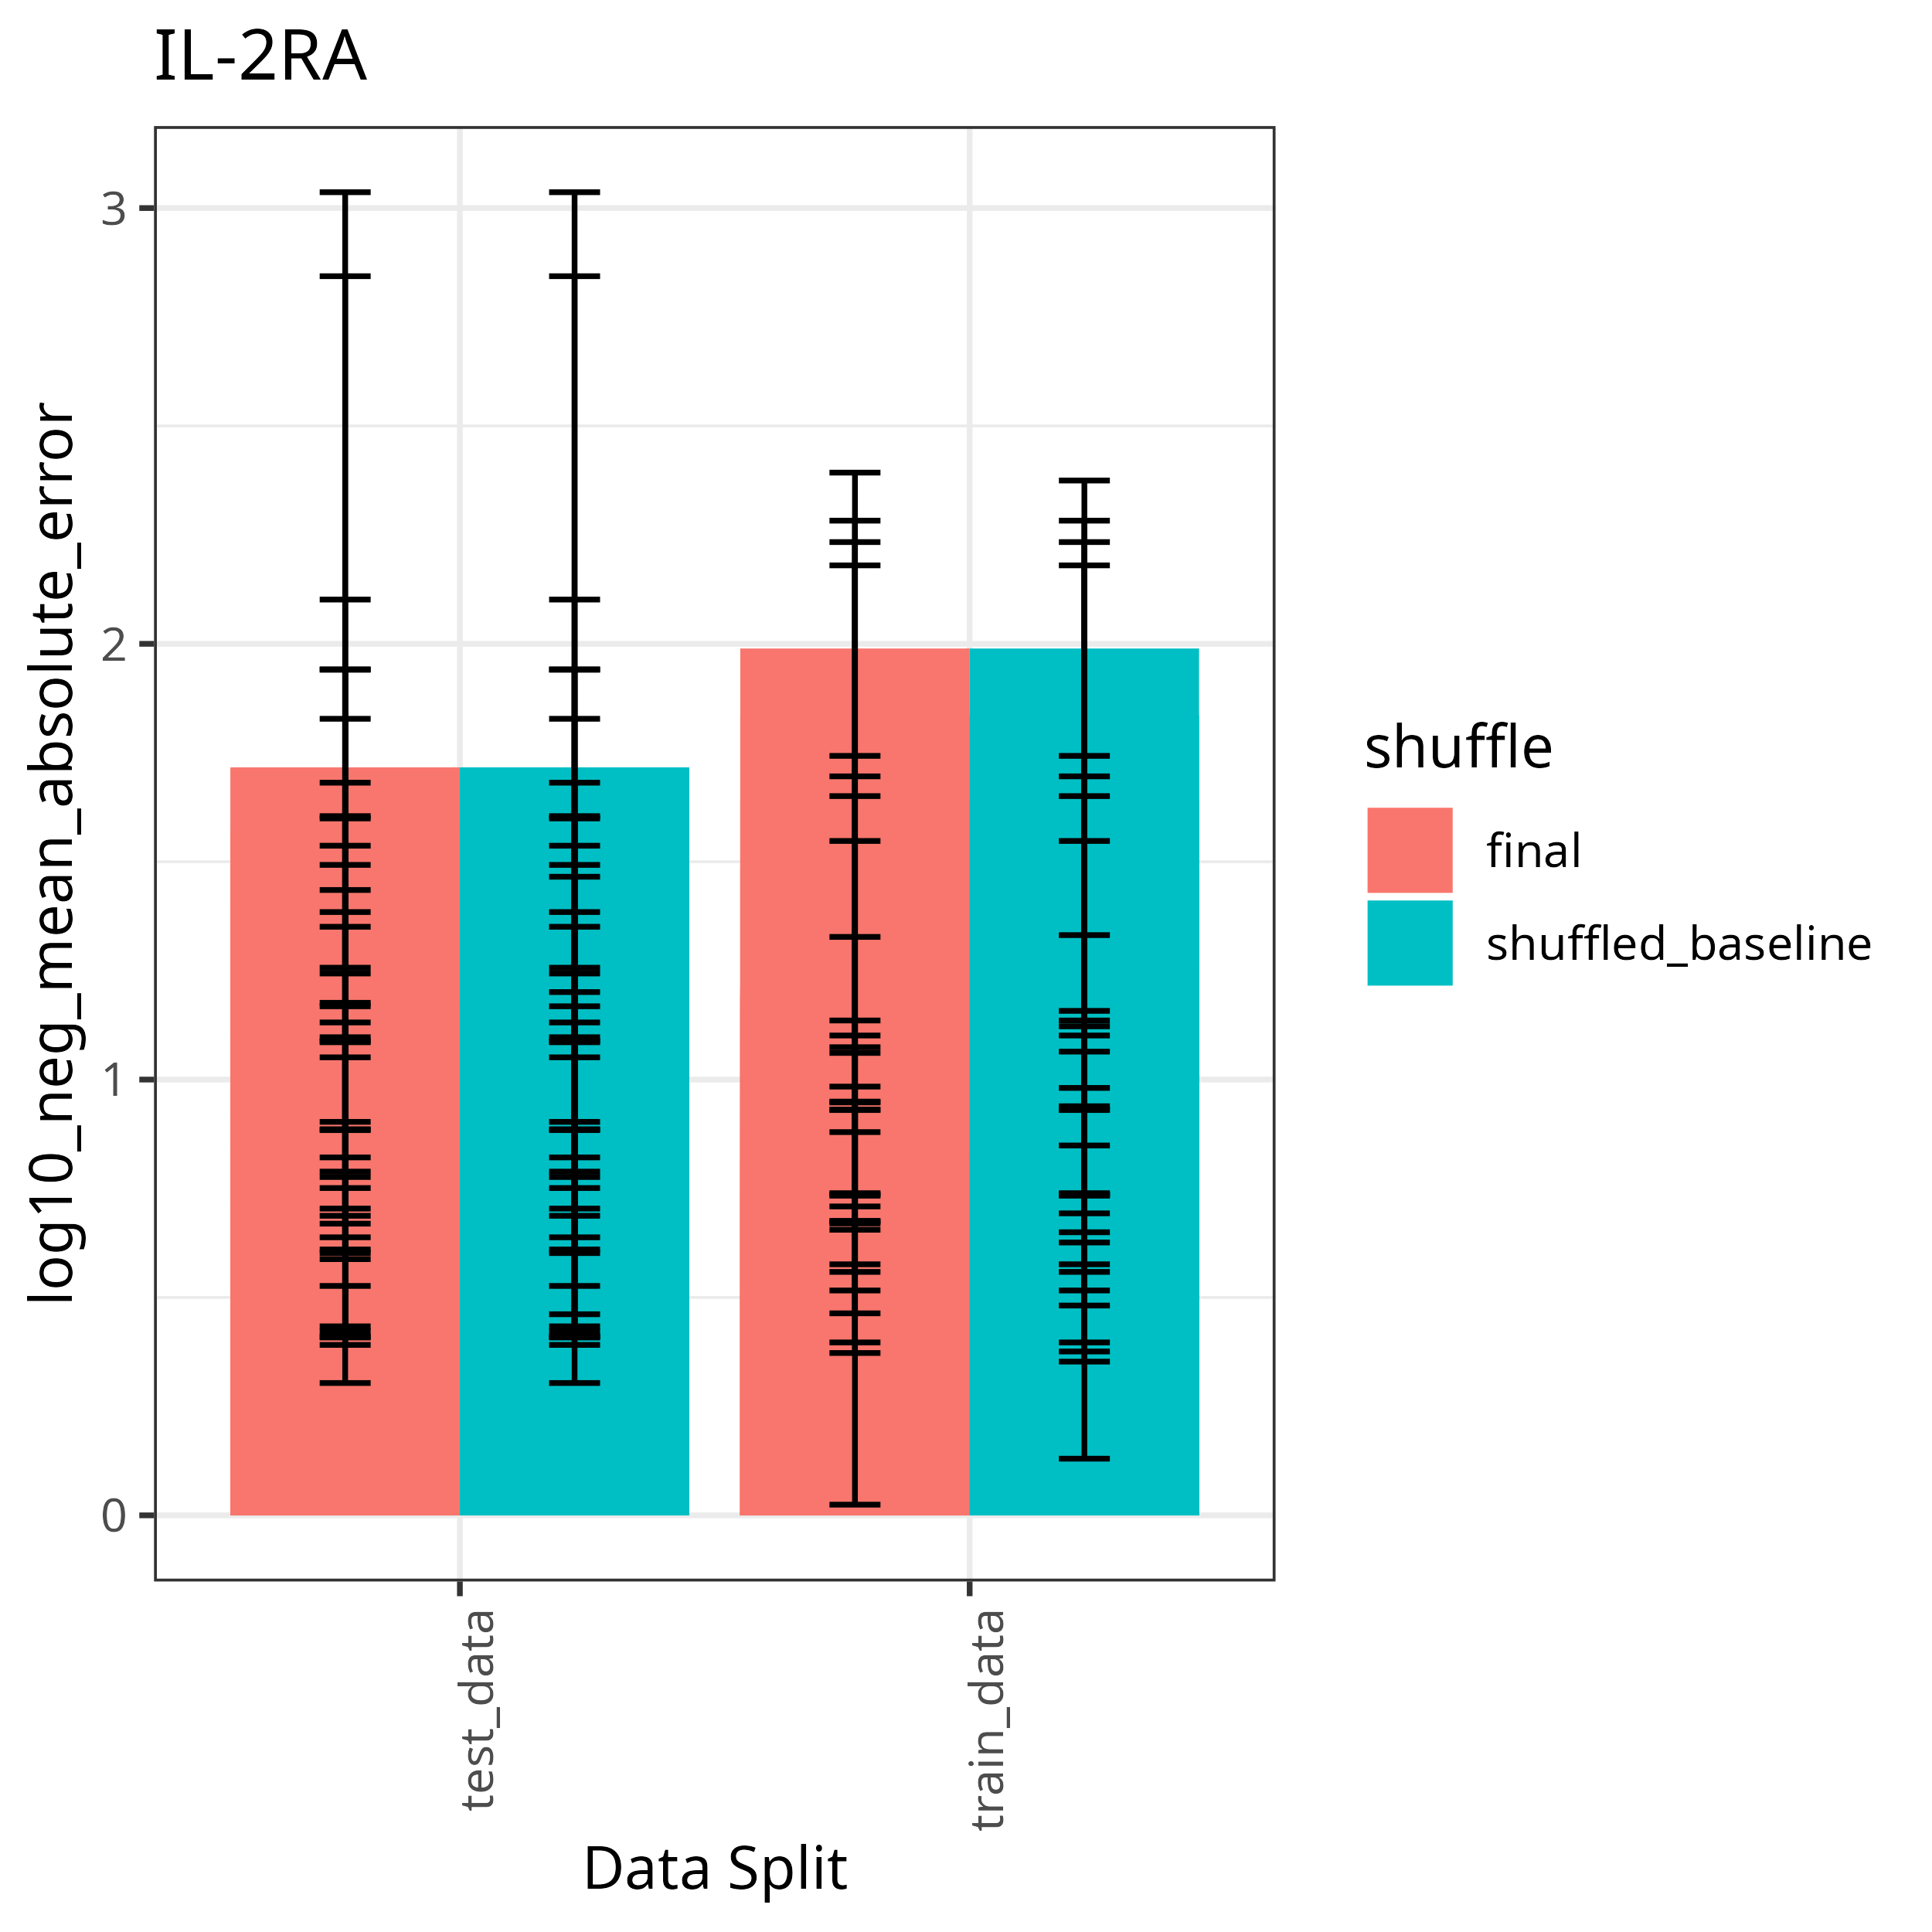 IL-2RA
log10_neg_mean_absolute_error
3
2
1
0
test_data
train_data
Data Split
shuffle
final
shuffled_baseline